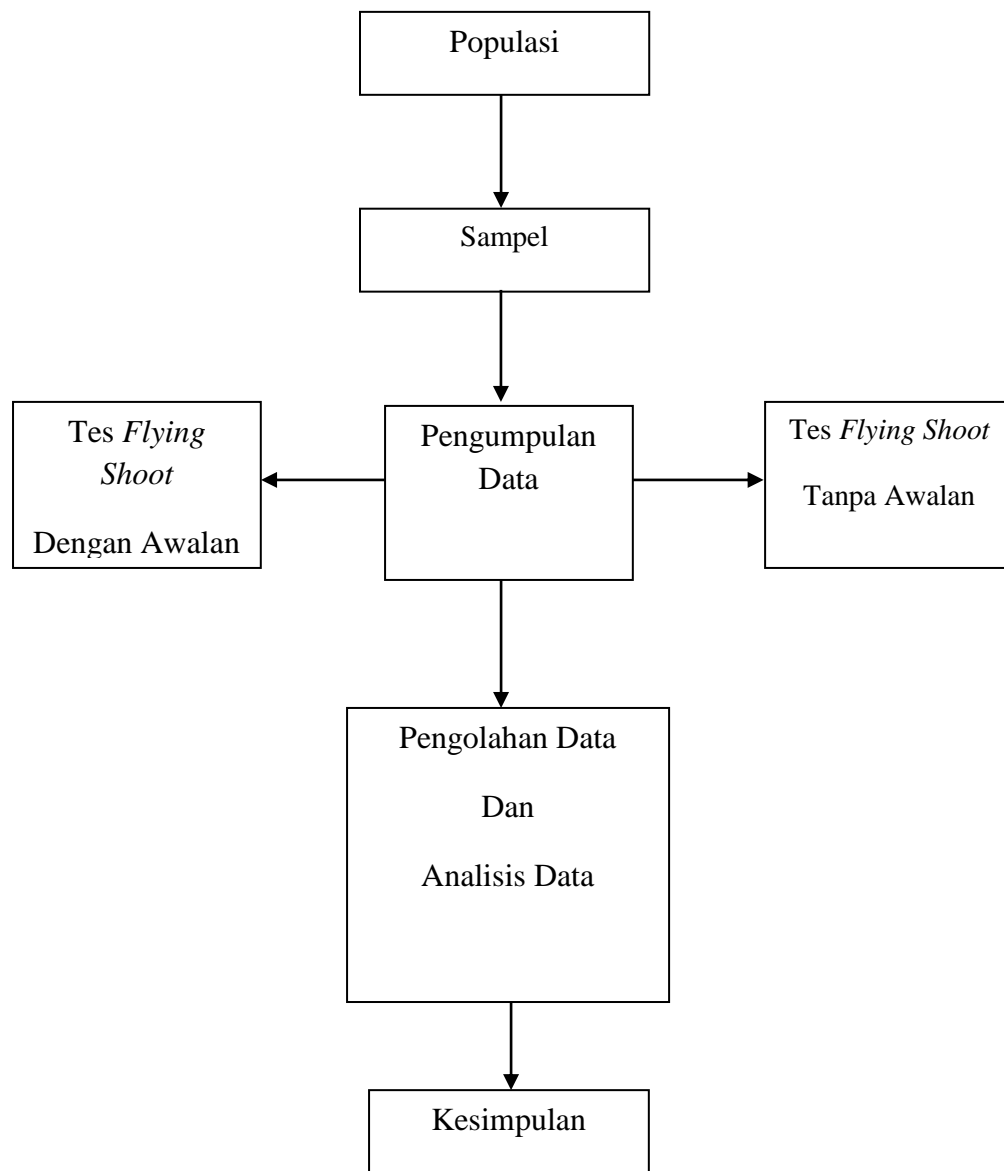 Populasi
Sampel
Tes Flying
Shoot
Dengan Awalan
Pengumpulan
Data
Tes Flying Shoot
Tanpa Awalan
Pengolahan Data
Dan
Analisis Data
Kesimpulan